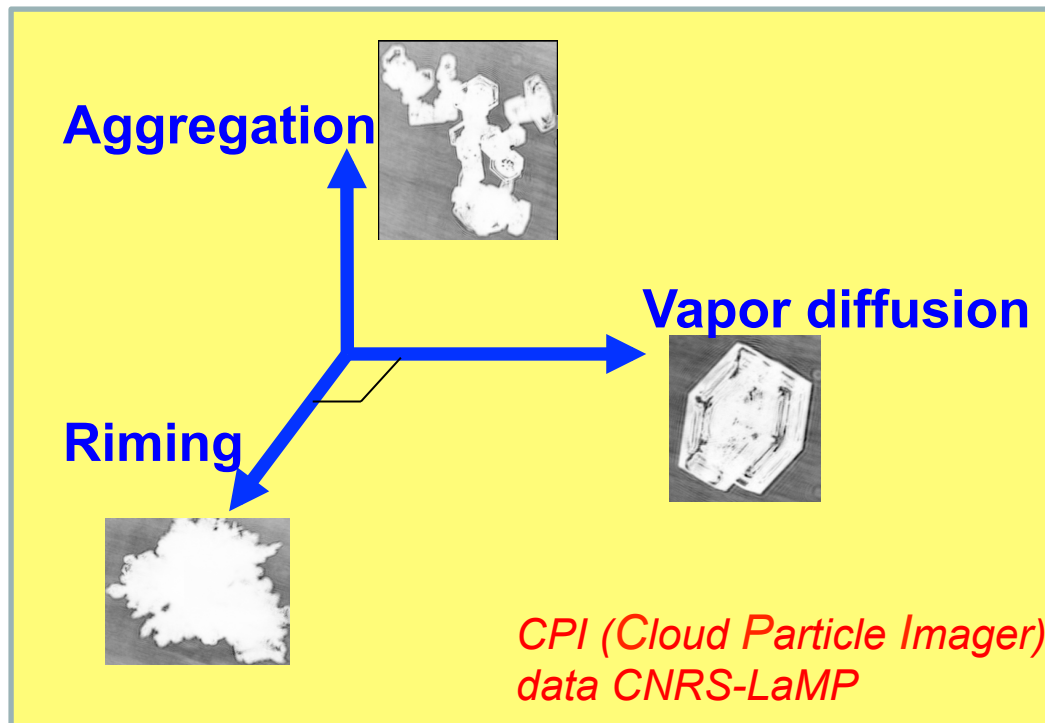 Aggregation
Vapor diffusion
Riming
CPI (Cloud Particle Imager)
data CNRS-LaMP